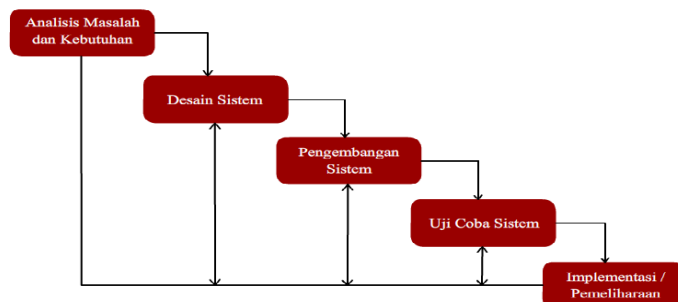 Analisis Masalah
dan Kebutuhan
Desain Sistem
Pengembangan
Sistem
Uji Coba Sistem
Implementasi /
Pemeliharaan